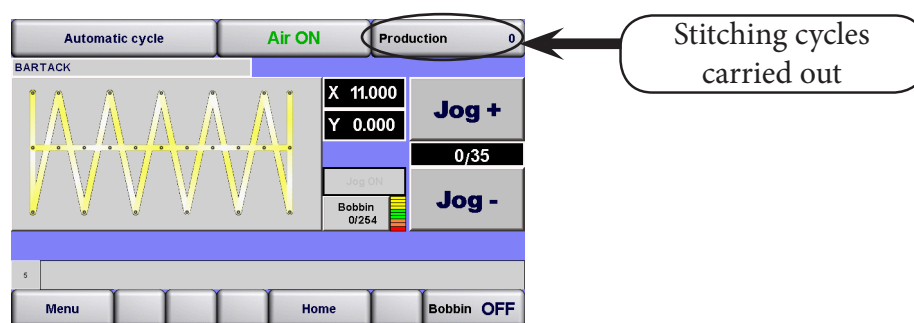 Automatic cycle Air ON Production 0
Stitching cycles
carried out
BARTACK
X 11.000
Y 0.000
Jog +
0/35
Jog ON
Bobbin
0/254
Jog -
5
Menu Home Bobbin OFF